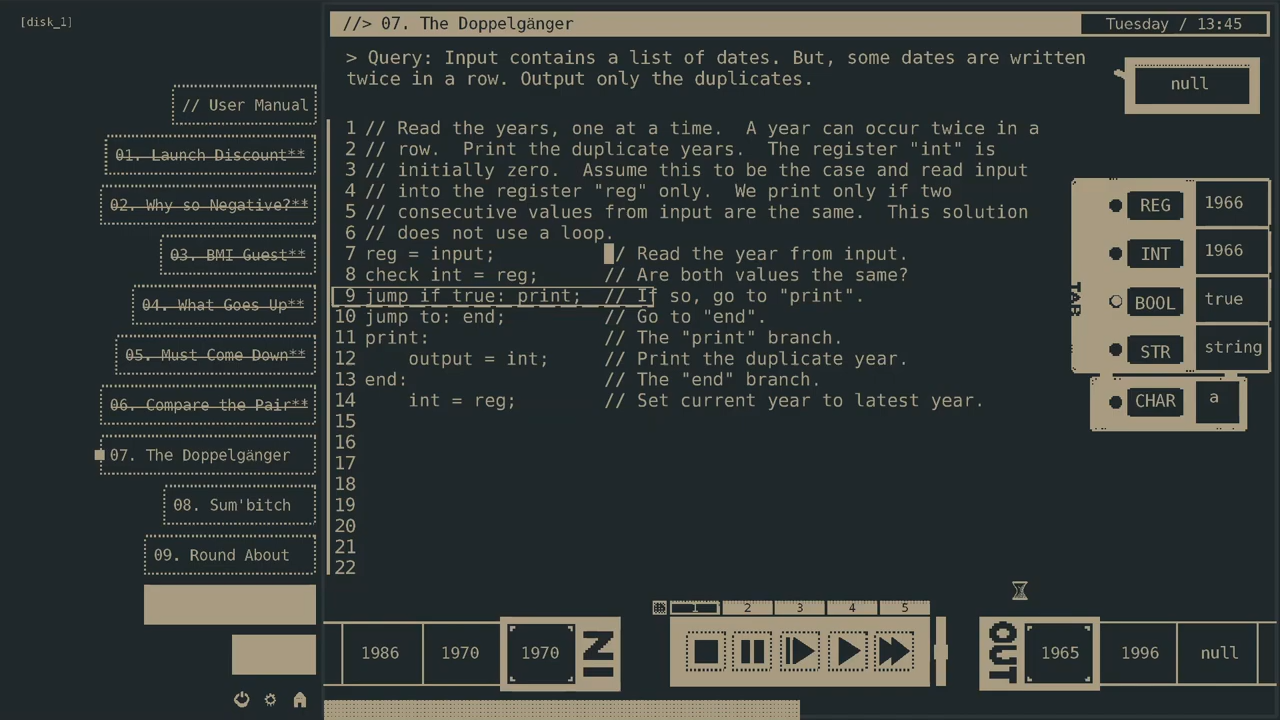 [disk_1]
//> 07. The Doppelgänger
Tuesday / 13:45
> Query: Input contains a list of dates. But, some dates are written
twice in a row. Output only the duplicates.
null
// User Manual
01. Launch Discount**
02. Why so Negative?**
03. BMI Guest**
04. What Goes Up**
05. Must Come Down**
06. Compare the Pair**
07. The Doppelgänger
08. Sum'bitch
09. Round About
1 // Read the years, one at a time.  A year can occur twice in a
2 // row.  Print the duplicate years.  The register "int" is
3 // initially zero.  Assume this to be the case and read input
4 // into the register "reg" only.  We print only if two
5 // consecutive values from input are the same.  This solution
6 // does not use a loop.
7 reg = input;          // Read the year from input.
8 check int = reg;      // Are both values the same?
9 jump if true: print;  // If so, go to "print".
10 jump to: end;         // Go to "end".
11 print:                // The "print" branch.
12     output = int;     // Print the duplicate year.
13 end:                  // The "end" branch.
14     int = reg;        // Set current year to latest year.
15
16
17
18
19
20
21
22
TAB
REG 1966
INT 1966
BOOL true
STR string
CHAR a
1 2 3 4 5
1986 1970 1970 IN
OUT 1965 1996 null